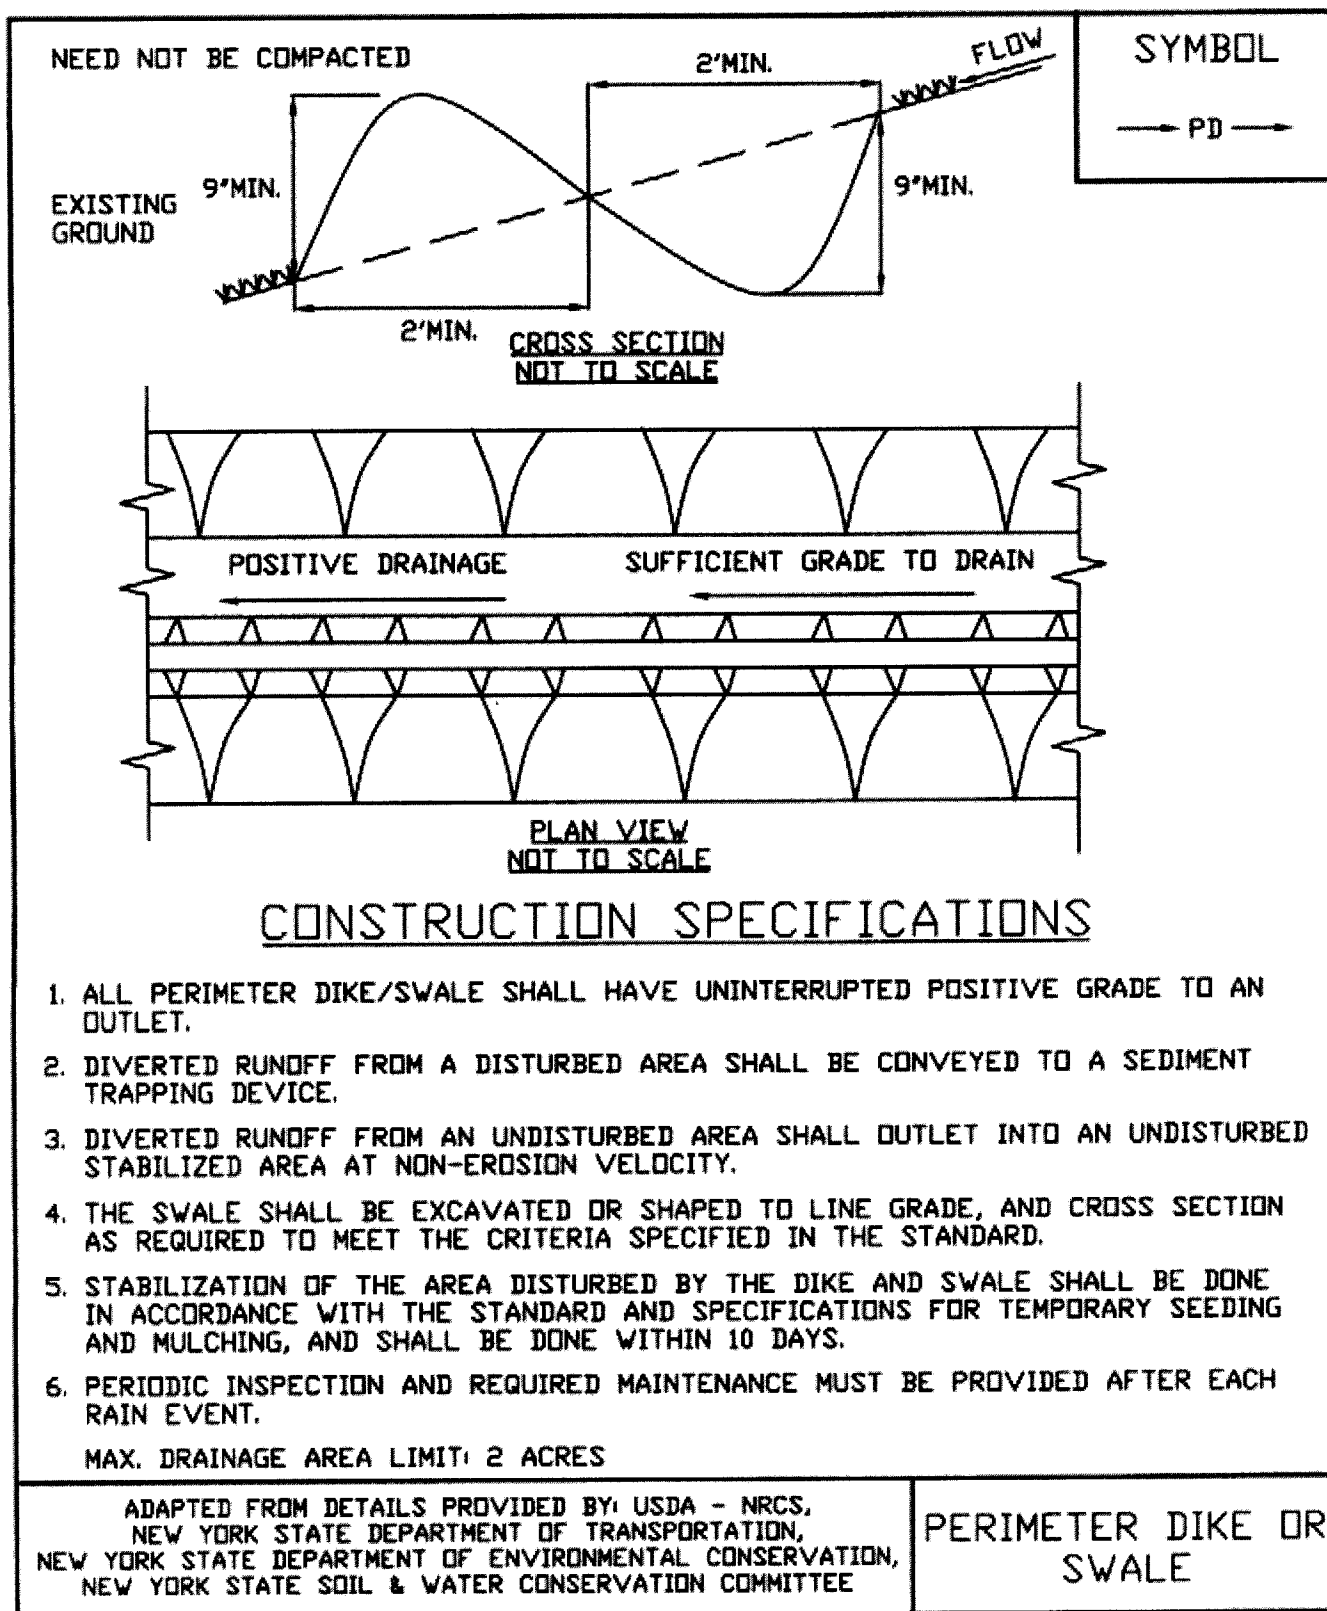 NEED NOT BE COMPACTED
2'MIN.
FLOW
SYMBOL
PD
9"MIN.
9"MIN.
EXISTING
GROUND
2'MIN.
CROSS SECTION
NOT TO SCALE
POSITIVE DRAINAGE
SUFFICIENT GRADE TO DRAIN
PLAN VIEW
NOT TO SCALE
CONSTRUCTION SPECIFICATIONS
1. ALL PERIMETER DIKE/SWALE SHALL HAVE UNINTERRUPTED POSITIVE GRADE TO AN
OUTLET.
2. DIVERTED RUNOFF FROM A DISTURBED AREA SHALL BE CONVEYED TO A SEDIMENT
TRAPPING DEVICE.
3. DIVERTED RUNOFF FROM AN UNDISTURBED AREA SHALL OUTLET INTO AN UNDISTURBED
STABILIZED AREA AT NON-EROSION VELOCITY.
4. THE SWALE SHALL BE EXCAVATED OR SHAPED TO LINE GRADE, AND CROSS SECTION
AS REQUIRED TO MEET THE CRITERIA SPECIFIED IN THE STANDARD.
5. STABILIZATION OF THE AREA DISTURBED BY THE DIKE AND SWALE SHALL BE DONE
IN ACCORDANCE WITH THE STANDARD AND SPECIFICATIONS FOR TEMPORARY SEEDING
AND MULCHING, AND SHALL BE DONE WITHIN 10 DAYS.
6. PERIODIC INSPECTION AND REQUIRED MAINTENANCE MUST BE PROVIDED AFTER EACH
RAIN EVENT.
MAX. DRAINAGE AREA LIMIT: 2 ACRES
ADAPTED FROM DETAILS PROVIDED BY: USDA - NRCS,
NEW YORK STATE DEPARTMENT OF TRANSPORTATION,
NEW YORK STATE DEPARTMENT OF ENVIRONMENTAL CONSERVATION,
NEW YORK STATE SOIL & WATER CONSERVATION COMMITTEE
PERIMETER DIKE OR
SWALE